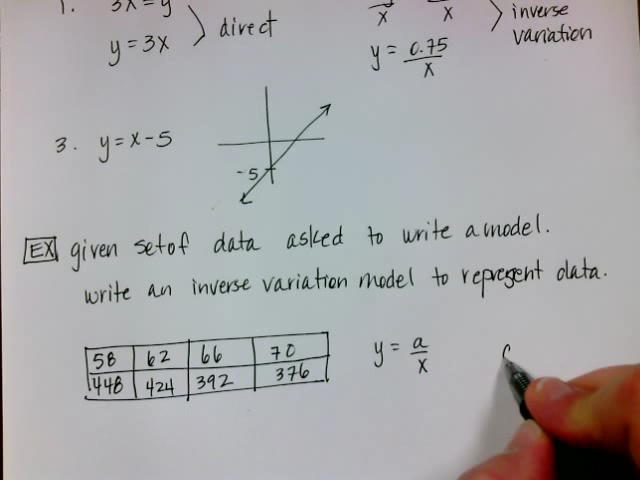 1. 3x = y
y = 3x
direct
x
x
y = 0.75
x
inverse
variation
3. y = x - 5
-5
EX given set of data asked to write a model.
write an inverse variation model to represent data.
58 62 66 70
448 424 392 376
y = a
x